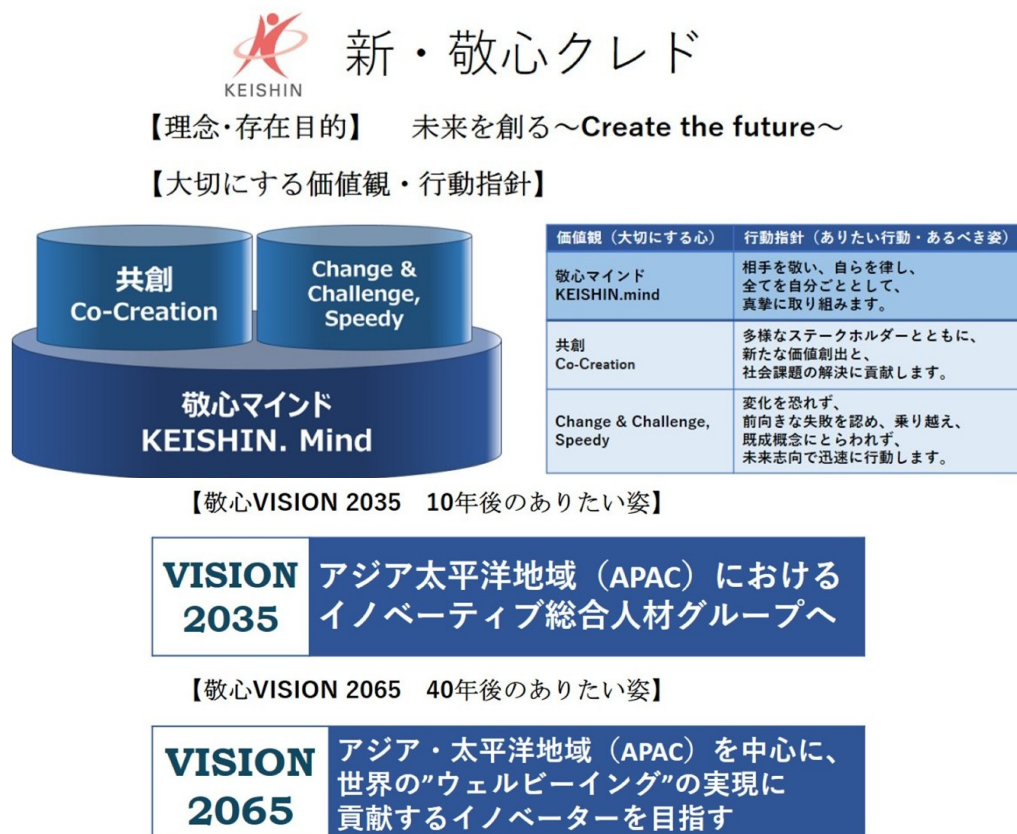 KEISHIN
新・敬心クレド
【理念・存在目的】 未来を創る～Create the future～
【大切にする価値観・行動指針】
共創
Co-Creation
Change &
Challenge,
Speedy
敬心マインド
KEISHIN. Mind
価値観（大切にする心） 行動指針（ありたい行動・あるべき姿）
敬心マインド
KEISHIN.mind
相手を敬い、自らを律し、
全てを自分ごととして、
真摯に取り組みます。
共創
Co-Creation
多様なステークホルダーとともに、
新たな価値創出と、
社会課題の解決に貢献します。
Change & Challenge,
Speedy
変化を恐れず、
前向きな失敗を認め、乗り越え、
既成概念にとらわれず、
未来志向で迅速に行動します。
【敬心VISION 2035 10年後のありたい姿】
VISION
2035
アジア太平洋地域（APAC）における
イノベーティブ総合人材グループへ
【敬心VISION 2065 40年後のありたい姿】
VISION
2065
アジア・太平洋地域（APAC）を中心に、
世界の”ウェルビーイング”の実現に
貢献するイノベーターを目指す